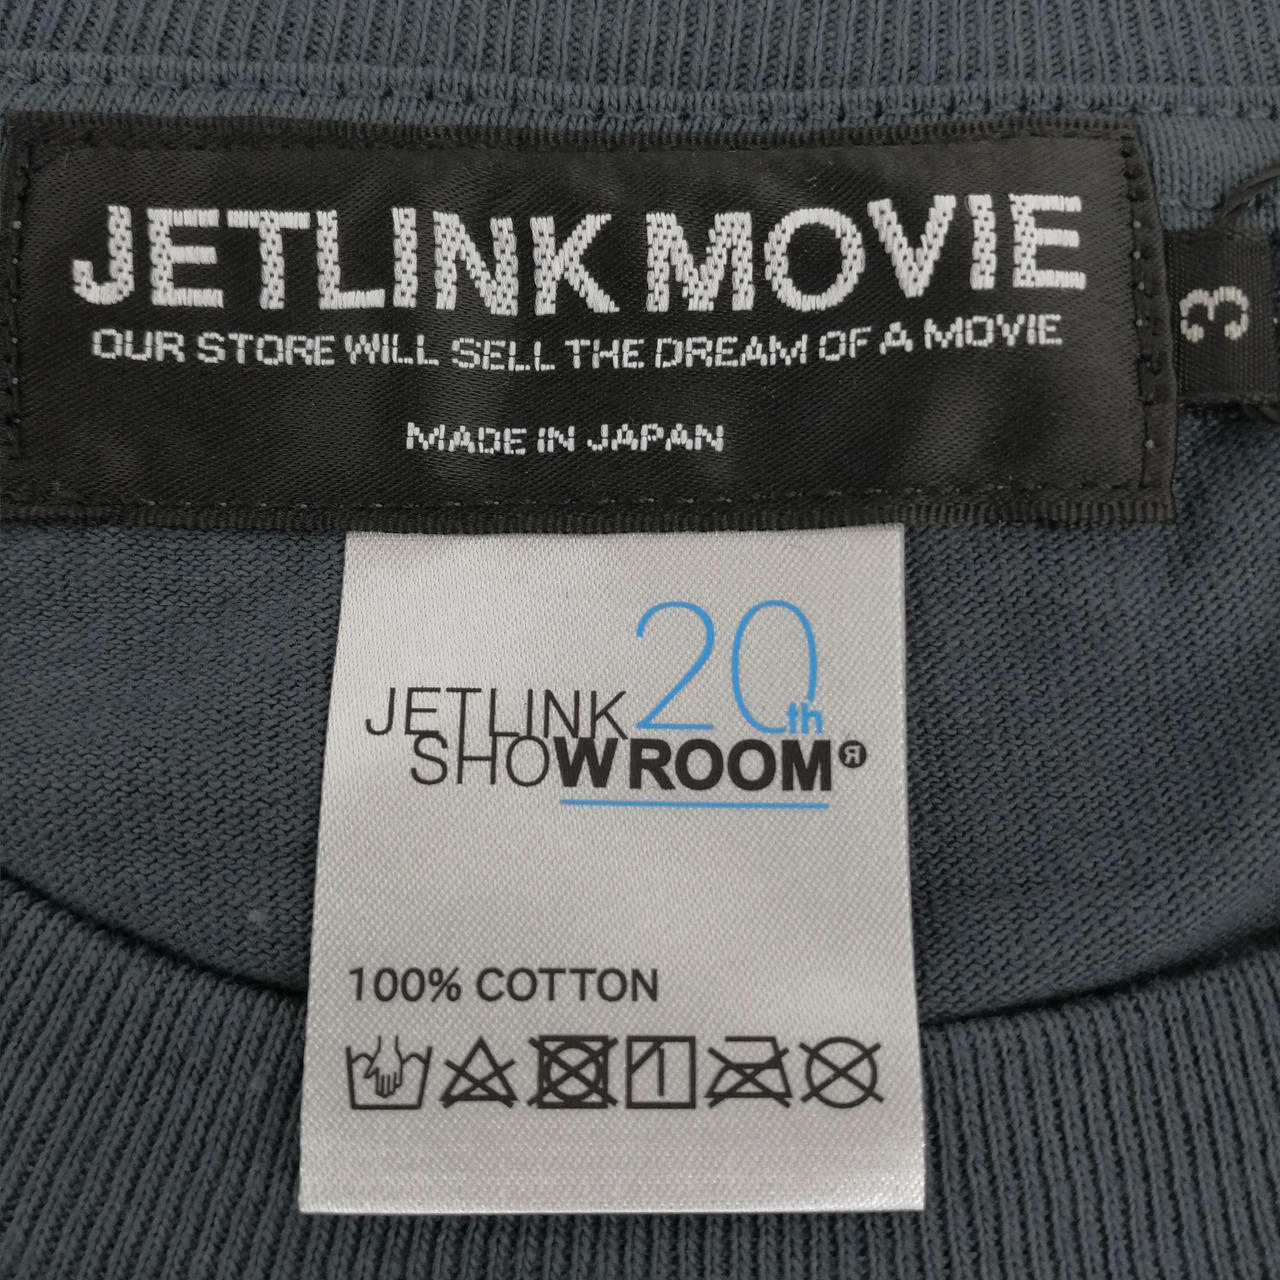 JETLINK MOVIE
OUR STORE WILL SELL THE DREAM OF A MOVIE
MADE IN JAPAN
3
JETLINK 20th
SHOWROOM®
100% COTTON